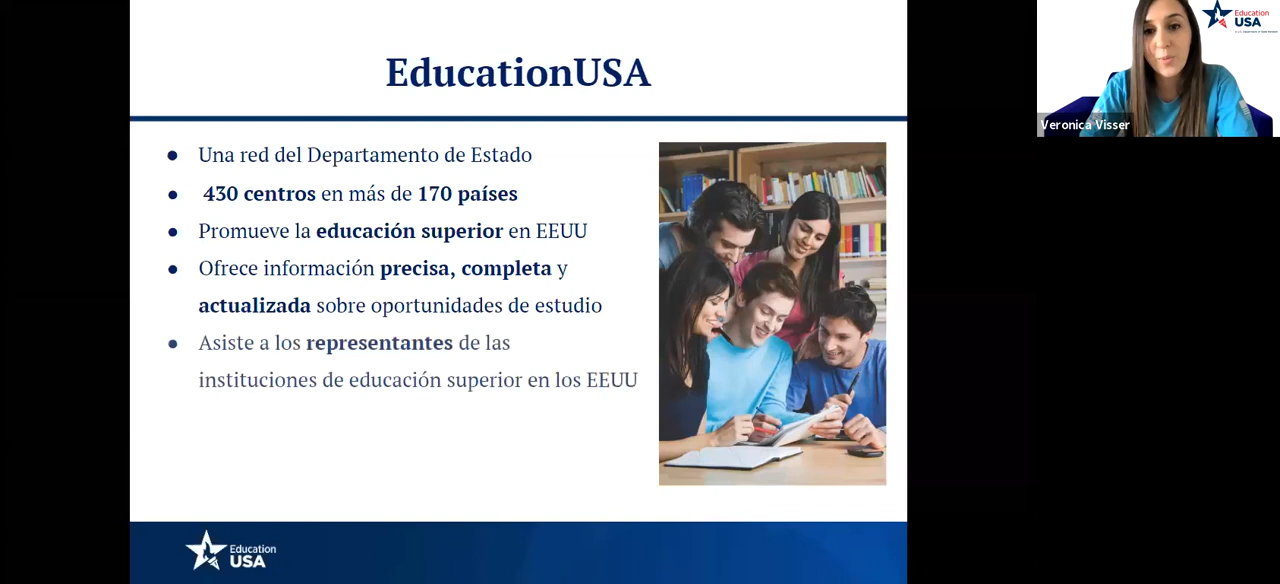 EducationUSA
Una red del Departamento de Estado
430 centros en más de 170 países
Promueve la educación superior en EEUU
Ofrece información precisa, completa y
actualizada sobre oportunidades de estudio
Asiste a los representantes de las
instituciones de educación superior en los EEUU
Education
USA
Education
USA
Veronica Visser